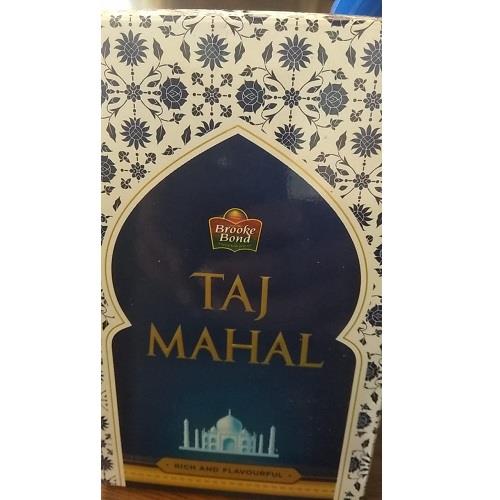 Brooke
Bond
TAJ
MAHAL
RICH AND FLAVOURFUL